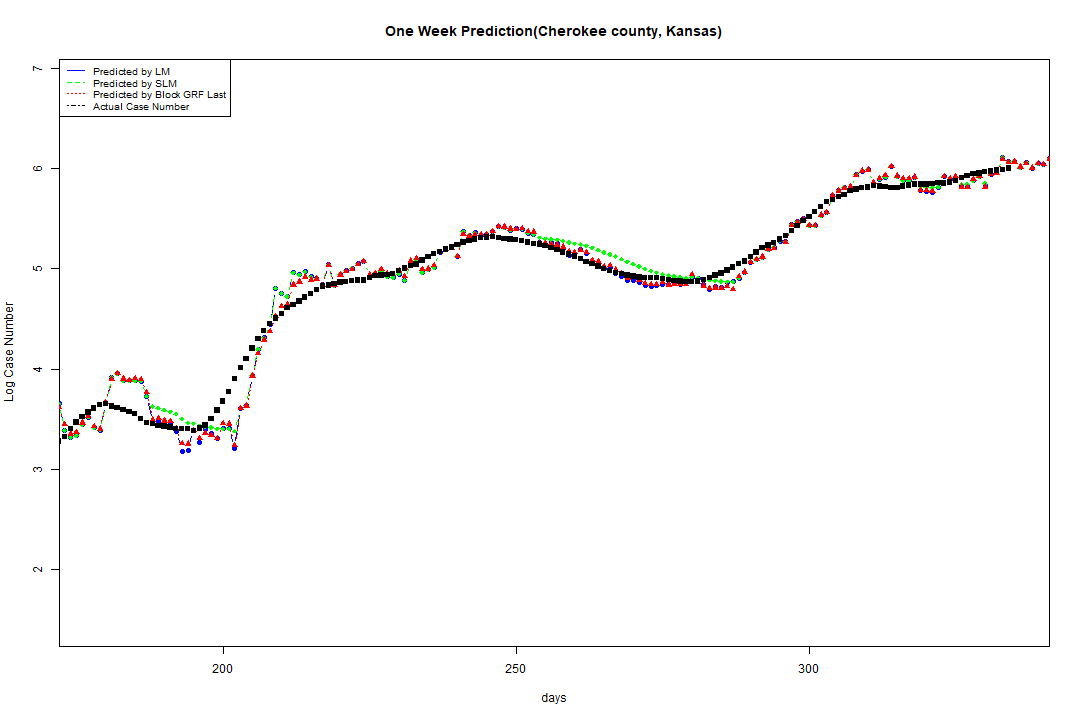 One Week Prediction(Cherokee county, Kansas)
Predicted by LM
Predicted by SLM
Predicted by Block GRF Last
Actual Case Number
7
6
5
4
3
2
Log Case Number
200
250
300
days